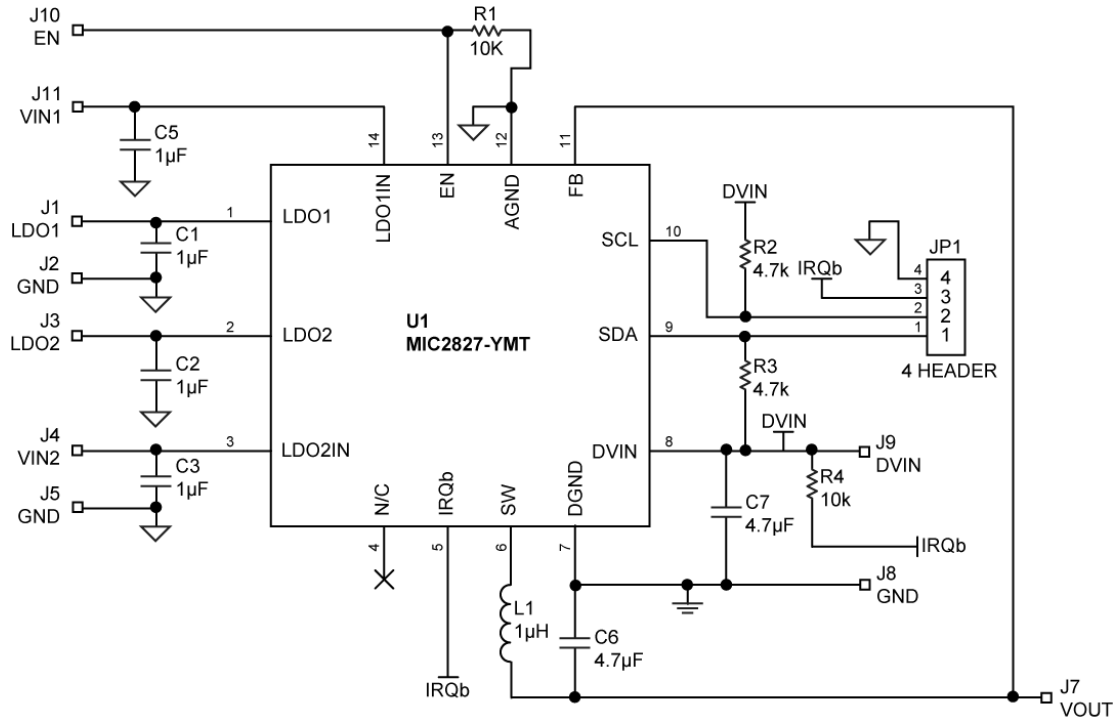 J10
EN
R1
10K
J11
VIN1
C5
1µF
14
13
12
11
LDO1IN
EN
AGND
FB
J1
LDO1
1
LDO1
C1
1µF
J2
GND
J3
LDO2
2
LDO2
C2
1µF
J4
VIN2
3
LDO2IN
C3
1µF
J5
GND
U1
MIC2827-YMT
SCL
10
SDA
9
DVIN
8
DVIN
R2
4.7k
R3
4.7k
IRQb
JP1
4
3
2
1
4
3
2
1
4 HEADER
DVIN
J9
DVIN
R4
10k
C7
4.7µF
IRQb
J8
GND
N/C
IRQb
SW
DGND
4
5
6
7
L1
1µH
C6
4.7µF
IRQb
J7
VOUT